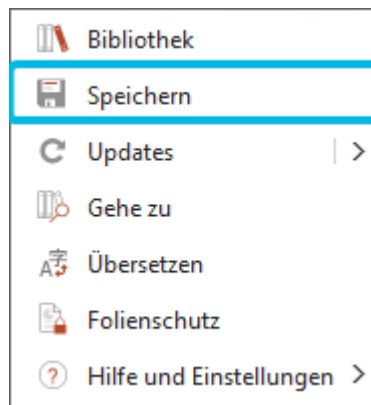 Bibliothek
Speichern
Updates
Gehe zu
Übersetzen
Folienschutz
Hilfe und Einstellungen